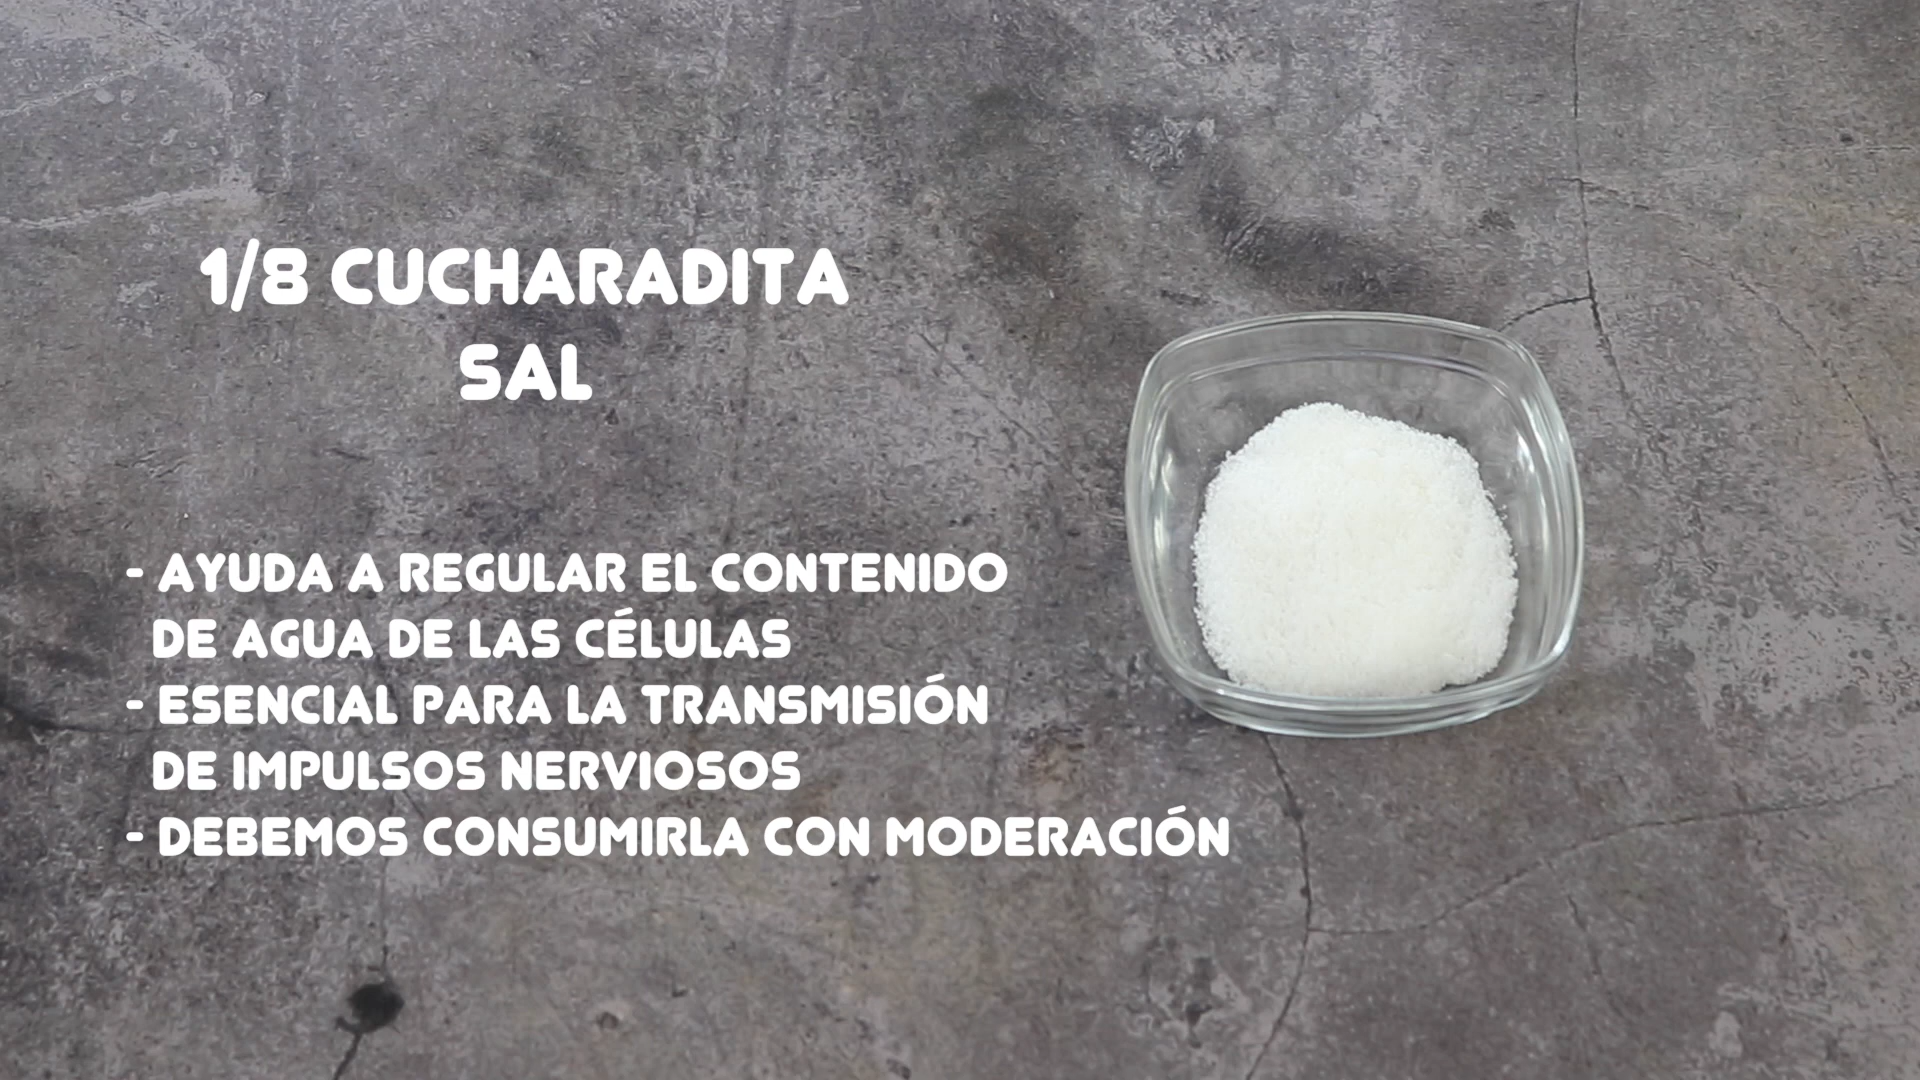 1/8 CUCHARADITA
SAL
- AYUDA A REGULAR EL CONTENIDO
DE AGUA DE LAS CÉLULAS
- ESENCIAL PARA LA TRANSMISIÓN
DE IMPULSOS NERVIOSOS
- DEBEMOS CONSUMIRLA CON MODERACIÓN